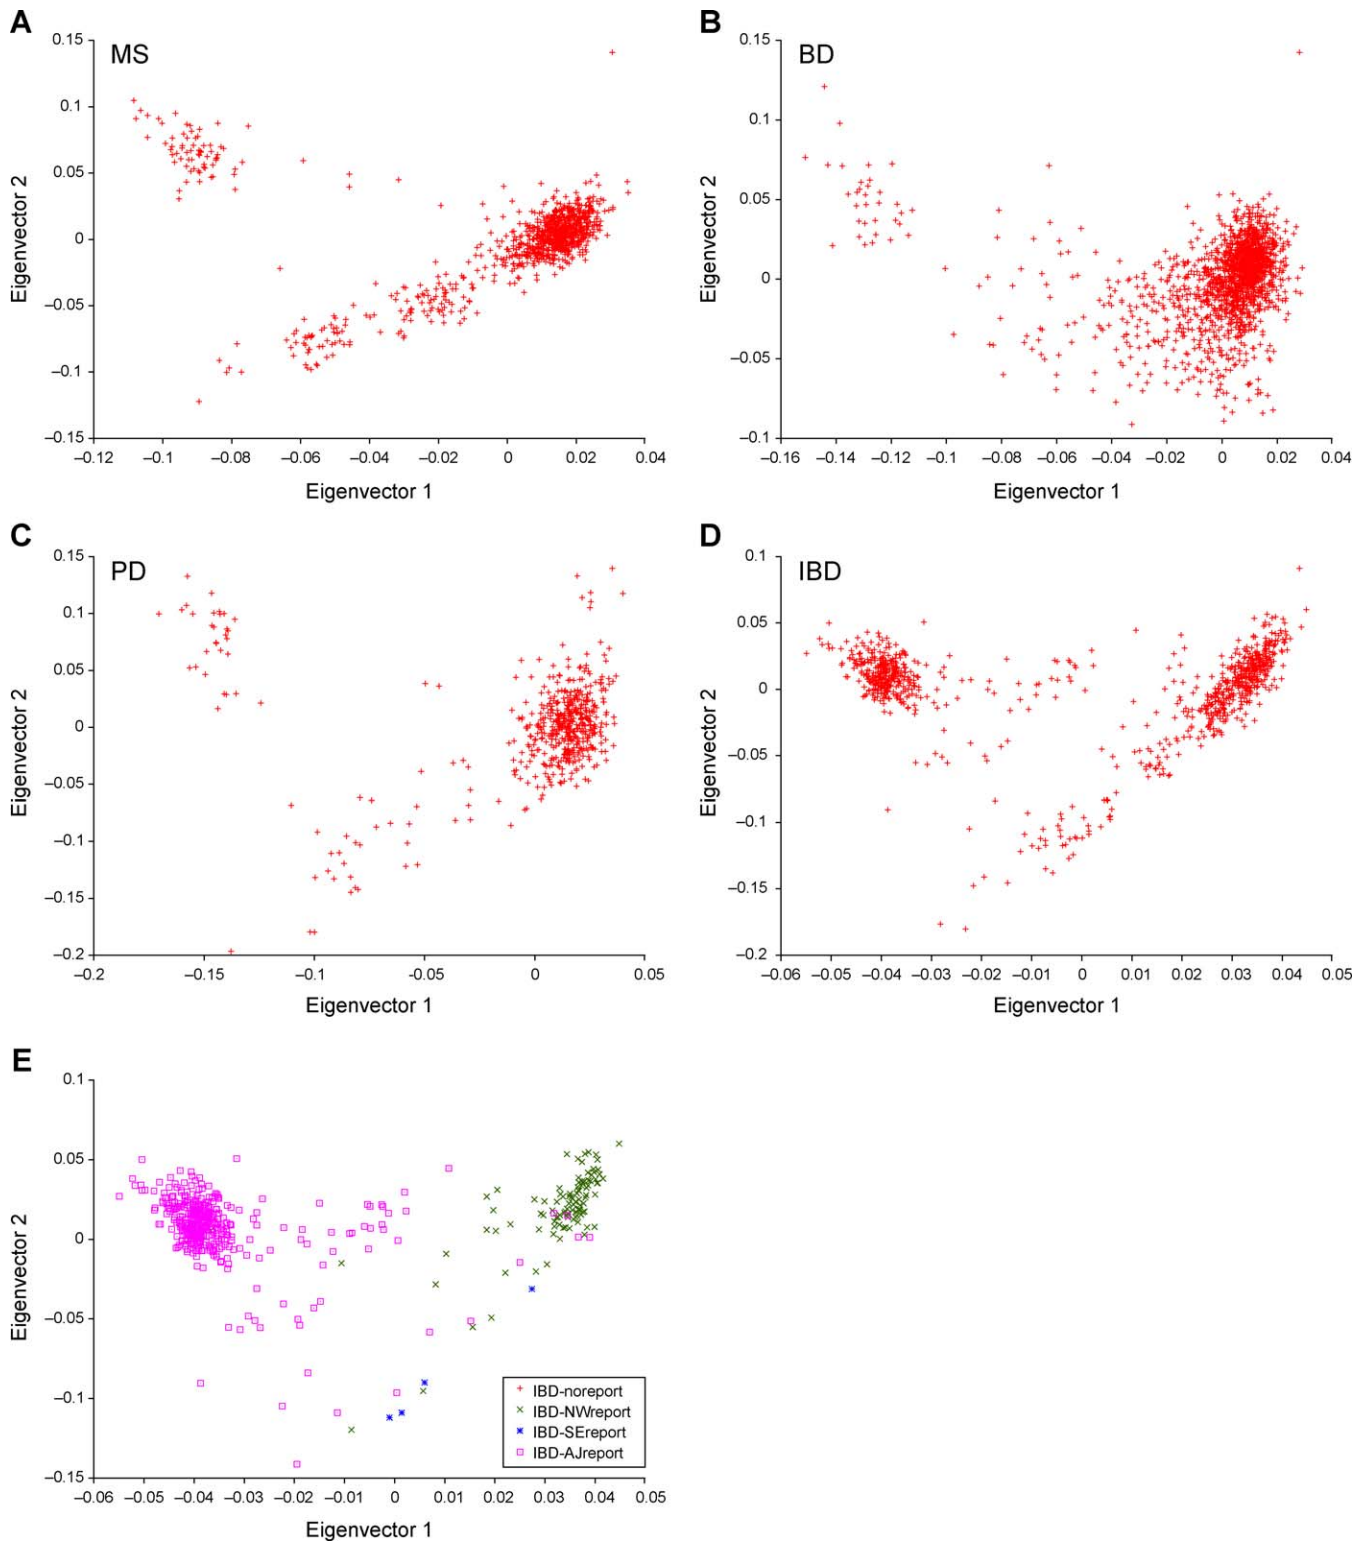 A
MS
0.15
0.1
0.05
0
–0.05
–0.1
–0.15
–0.12 –0.1 –0.08 –0.06 –0.04 –0.02 0 0.02 0.04
Eigenvector 2
Eigenvector 1
B
BD
0.15
0.1
0.05
0
–0.05
–0.1
–0.16 –0.14 –0.12 –0.1 –0.08 –0.06 –0.04 –0.02 0 0.02 0.04
Eigenvector 2
Eigenvector 1
C
PD
0.15
0.1
0.05
0
–0.05
–0.1
–0.15
–0.2
–0.2 –0.15 –0.1 –0.05 0 0.05
Eigenvector 2
Eigenvector 1
D
IBD
0.1
0.05
0
–0.05
–0.1
–0.15
–0.2
–0.06 –0.05 –0.04 –0.03 –0.02 –0.01 0 0.01 0.02 0.03 0.04 0.05
Eigenvector 2
Eigenvector 1
E
0.1
0.05
0
–0.05
–0.1
–0.15
–0.06 –0.05 –0.04 –0.03 –0.02 –0.01 0 0.01 0.02 0.03 0.04 0.05
Eigenvector 2
Eigenvector 1
IBD-noreport
IBD-NWreport
IBD-SEreport
IBD-AJreport